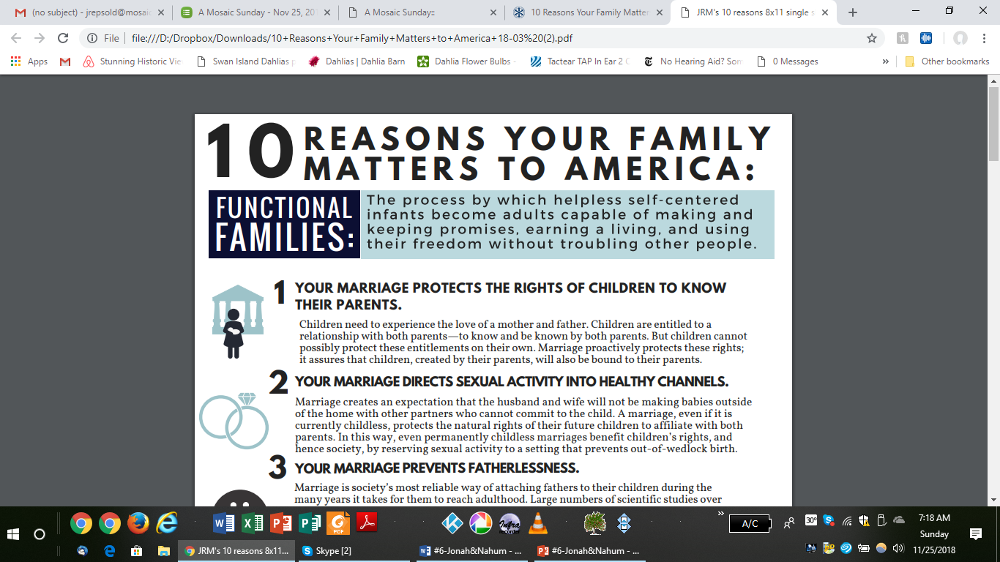 (no subject) - jrepsold@mosaic
A Mosaic Sunday - Nov 25, 20
A Mosaic Sunday::
10 Reasons Your Family Matter
JRM's 10 reasons 8x11 single s
File
file:///D:/Dropbox/Downloads/10+Reasons+Your+Family+Matters+to+America+18-03%20(2).pdf
Apps
Stunning Historic Vie
Swan Island Dahlias p
Dahlias | Dahlia Barn
Dahlia Flower Bulbs -
Tactear TAP In Ear 2 C
No Hearing Aid? Som
0 Messages
»
Other bookmarks
10 REASONS YOUR FAMILY
MATTERS TO AMERICA:
FUNCTIONAL
FAMILIES:
The process by which helpless self-centered
infants become adults capable of making and
keeping promises, earning a living, and using
their freedom without troubling other people.
1 YOUR MARRIAGE PROTECTS THE RIGHTS OF CHILDREN TO KNOW
THEIR PARENTS.
Children need to experience the love of a mother and father. Children are entitled to a
relationship with both parents—to know and be known by both parents. But children cannot
possibly protect these entitlements on their own. Marriage proactively protects these rights;
it assures that children, created by their parents, will also be bound to their parents.
2 YOUR MARRIAGE DIRECTS SEXUAL ACTIVITY INTO HEALTHY CHANNELS.
Marriage creates an expectation that the husband and wife will not be making babies outside
of the home with other partners who cannot commit to the child. A marriage, even if it is
currently childless, protects the natural rights of their future children to affiliate with both
parents. In this way, even permanently childless marriages benefit children's rights, and
hence society, by reserving sexual activity to a setting that prevents out-of-wedlock birth.
3 YOUR MARRIAGE PREVENTS FATHERLESSNESS.
Marriage is society's most reliable way of attaching fathers to their children during the
many years it takes for them to reach adulthood. Large numbers of scientific studies over
PDF
Infra
recorder
»
A/C
30°
7:18 AM
Sunday
11/25/2018
JRM's 10 reasons 8x11...
Skype [2]
#6-Jonah&Nahum - ...
#6-Jonah&Nahum - ...